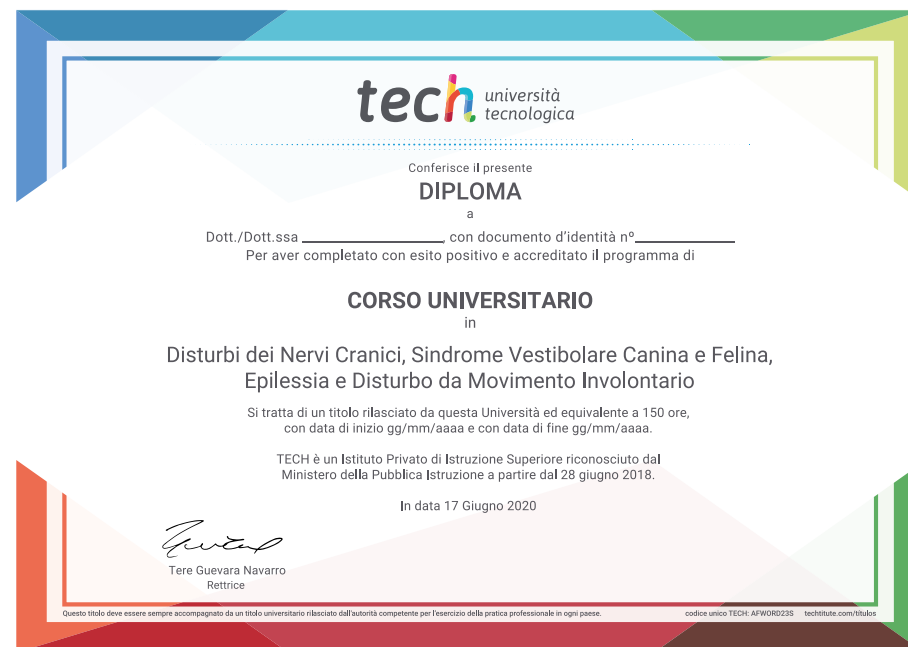 tech università
tecnologica
Conferisce il presente
DIPLOMA
a
Dott./Dott.ssa ____________________, con documento d'identità nº______________
Per aver completato con esito positivo e accreditato il programma di
CORSO UNIVERSITARIO
in
Disturbi dei Nervi Cranici, Sindrome Vestibolare Canina e Felina,
Epilessia e Disturbo da Movimento Involontario
Si tratta di un titolo rilasciato da questa Università ed equivalente a 150 ore,
con data di inizio gg/mm/aaaa e con data di fine gg/mm/aaaa.
TECH è un Istituto Privato di Istruzione Superiore riconosciuto dal
Ministero della Pubblica Istruzione a partire dal 28 giugno 2018.
In data 17 Giugno 2020
Tere Guevara Navarro
Rettrice
Questo titolo deve essere sempre accompagnato da un titolo universitario rilasciato dall'autorità competente per l'esercizio della pratica professionale in ogni paese. codice unico TECH: AFWORD23S techtitute.com/títulos